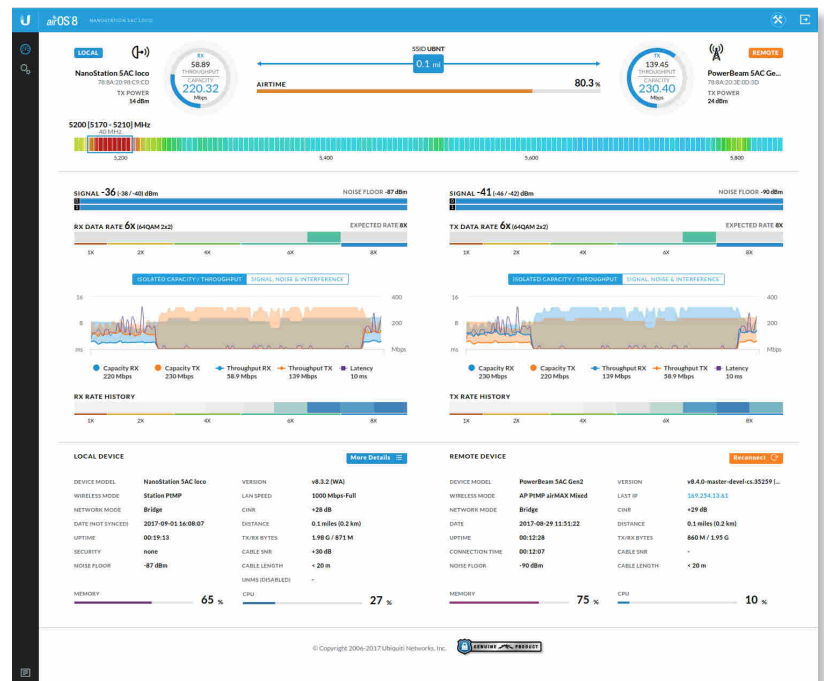 U airOS 8 NANOSTATION 5AC LOCO
LOCAL
NanoStation 5AC loco
78:8A:20:98:C9:CD
TX POWER
14 dBm
RX
58.89
THROUGHPUT
CAPACITY
220.32
Mbps
SSID UBNT
0.1 mi
AIRTIME 80.3 %
TX
139.45
THROUGHPUT
CAPACITY
230.40
Mbps
REMOTE
PowerBeam 5AC Ge...
78:8A:20:3E:0D:3D
TX POWER
24 dBm
5200 [5170 - 5210] MHz
40 MHz
5,200 5,400 5,600 5,800
SIGNAL -36 (-38 / -40) dBm NOISE FLOOR -87 dBm
0
1
RX DATA RATE 6X (64QAM 2x2) EXPECTED RATE 8X
1X 2X 4X 6X 8X
ISOLATED CAPACITY / THROUGHPUT SIGNAL, NOISE & INTERFERENCE
16 400
8 200
ms Mbps
Capacity RX Capacity TX Throughput RX Throughput TX Latency
220 Mbps 230 Mbps 58.9 Mbps 139 Mbps 10 ms
RX RATE HISTORY
1X 2X 4X 6X 8X
SIGNAL -41 (-46 / -42) dBm NOISE FLOOR -90 dBm
0
1
TX DATA RATE 6X (64QAM 2x2) EXPECTED RATE 8X
1X 2X 4X 6X 8X
ISOLATED CAPACITY / THROUGHPUT SIGNAL, NOISE & INTERFERENCE
16 400
8 200
ms Mbps
Capacity RX Capacity TX Throughput RX Throughput TX Latency
230 Mbps 220 Mbps 139 Mbps 58.9 Mbps 10 ms
TX RATE HISTORY
1X 2X 4X 6X 8X
LOCAL DEVICE More Details
DEVICE MODEL NanoStation 5AC loco VERSION v8.3.2 (WA)
WIRELESS MODE Station PtMP LAN SPEED 1000 Mbps-Full
NETWORK MODE Bridge CINR +28 dB
DATE (NOT SYNCED) 2017-09-01 16:08:07 DISTANCE 0.1 miles (0.2 km)
UPTIME 00:19:13 TX/RX BYTES 1.98 G / 871 M
SECURITY none CABLE SNR +30 dB
NOISE FLOOR -87 dBm CABLE LENGTH < 20 m
UNMS (DISABLED) -
MEMORY 65 % CPU 27 %
REMOTE DEVICE Reconnect
DEVICE MODEL PowerBeam 5AC Gen2 VERSION v8.4.0-master-devel-cs.35259 (...
WIRELESS MODE AP PtMP airMAX Mixed LAST IP 169.254.13.61
NETWORK MODE Bridge CINR +29 dB
DATE 2017-08-29 11:51:22 DISTANCE 0.1 miles (0.2 km)
UPTIME 00:12:28 TX/RX BYTES 860 M / 1.95 G
CONNECTION TIME 00:12:07 CABLE SNR -
NOISE FLOOR -90 dBm CABLE LENGTH < 20 m
MEMORY 75 % CPU 10 %
© Copyright 2006-2017 Ubiquiti Networks, Inc. GENUINE PRODUCT